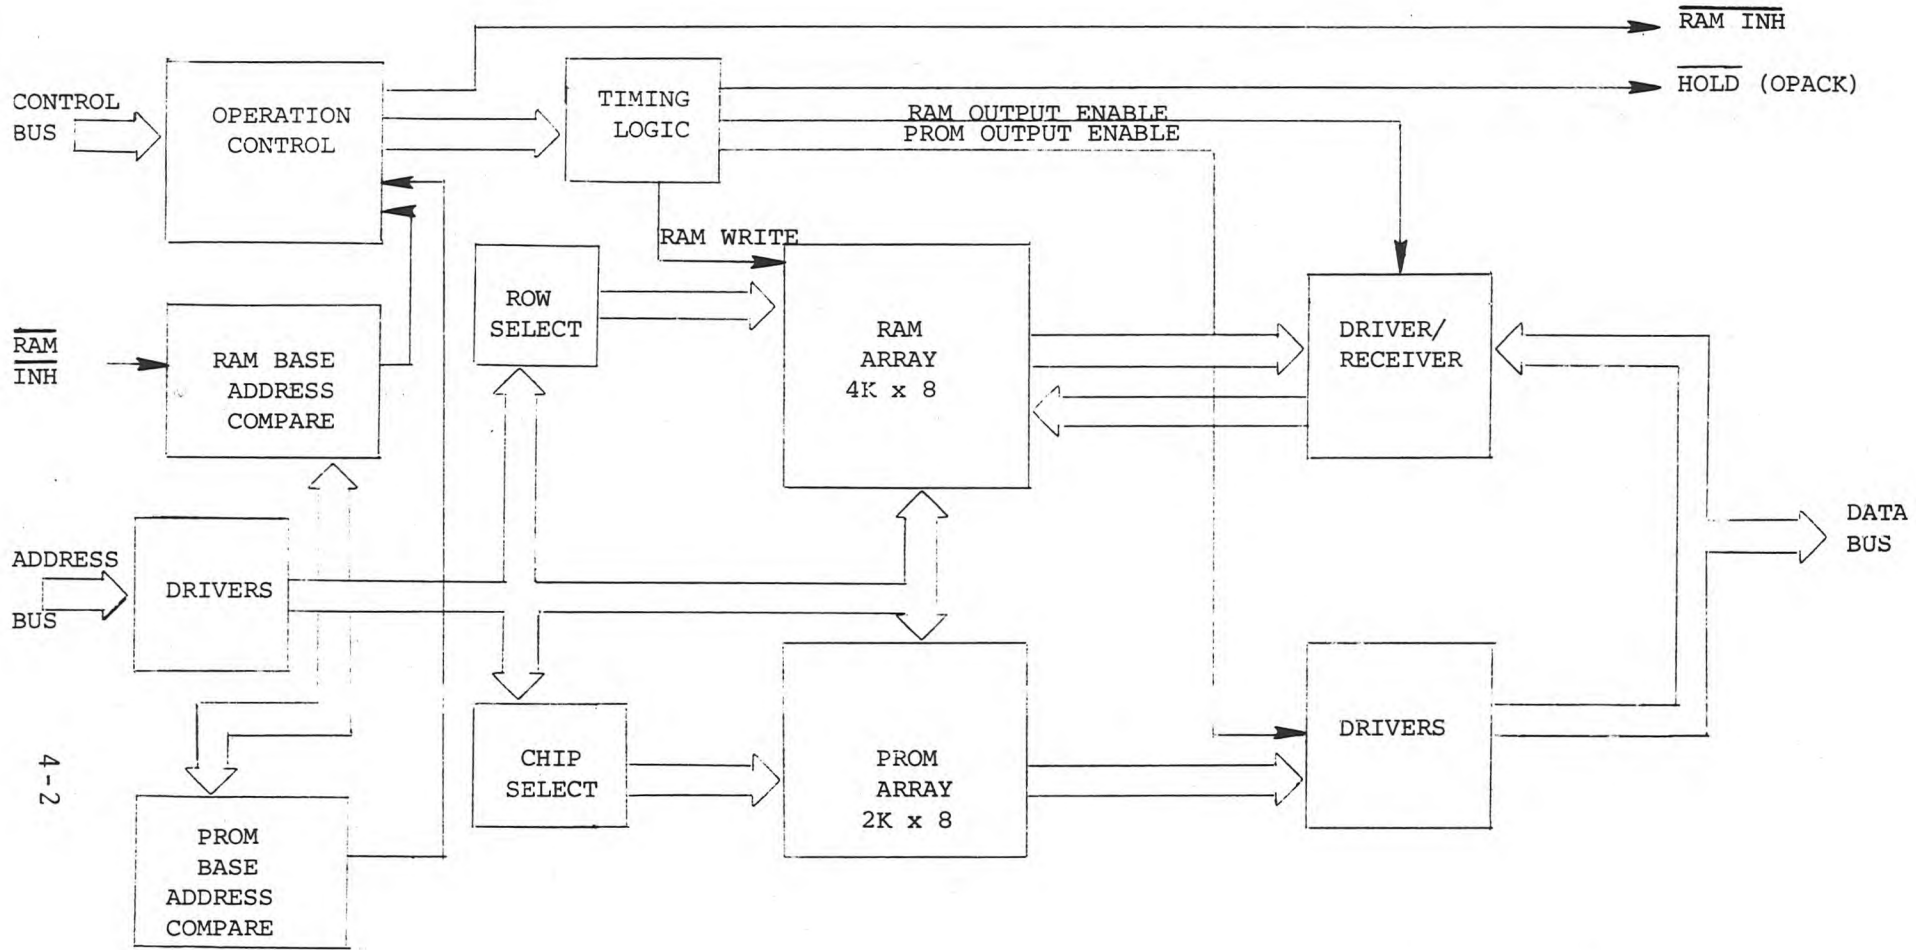 RAM INH
HOLD (OPACK)
CONTROL
BUS
OPERATION
CONTROL
TIMING
LOGIC
RAM OUTPUT ENABLE
PROM OUTPUT ENABLE
RAM WRITE
ROW
SELECT
RAM
ARRAY
4K x 8
DRIVER/
RECEIVER
RAM
INH
RAM BASE
ADDRESS
COMPARE
ADDRESS
BUS
DRIVERS
DATA
BUS
CHIP
SELECT
PROM
ARRAY
2K x 8
DRIVERS
PROM
BASE
ADDRESS
COMPARE
4-2